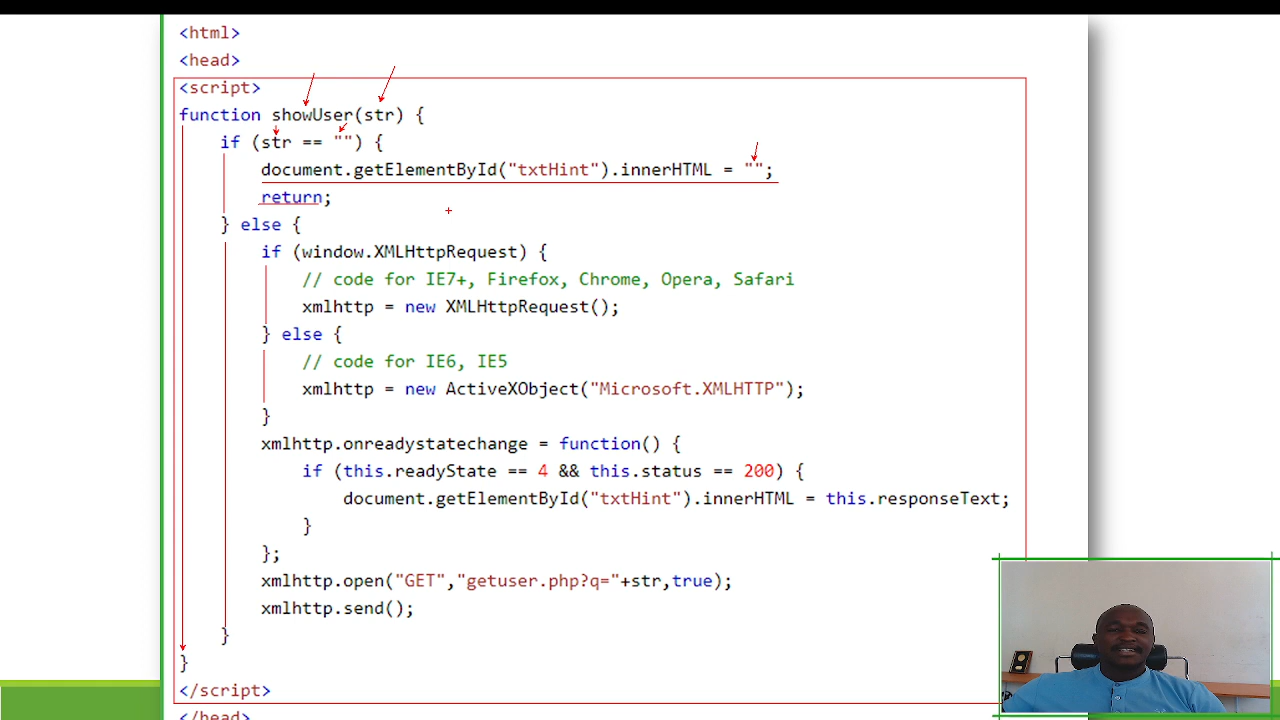 <html>
<head>
<script>
function showUser(str) {
if (str == "") {
document.getElementById("txtHint").innerHTML = "";
return;
} else {
if (window.XMLHttpRequest) {
// code for IE7+, Firefox, Chrome, Opera, Safari
xmlhttp = new XMLHttpRequest();
} else {
// code for IE6, IE5
xmlhttp = new ActiveXObject("Microsoft.XMLHTTP");
}
xmlhttp.onreadystatechange = function() {
if (this.readyState == 4 && this.status == 200) {
document.getElementById("txtHint").innerHTML = this.responseText;
}
};
xmlhttp.open("GET","getuser.php?q="+str,true);
xmlhttp.send();
}
}
</script>
</head>